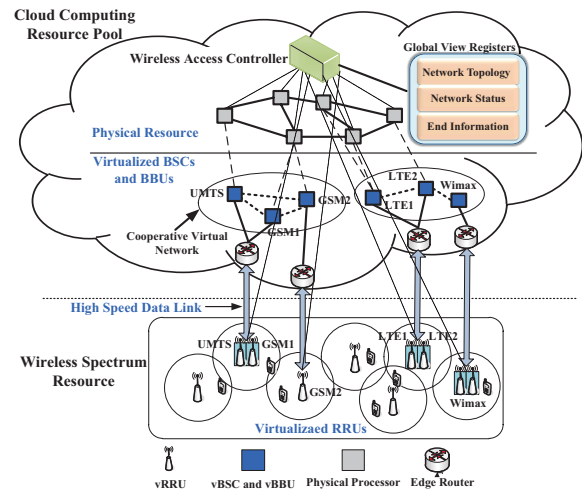 Cloud Computing
Resource Pool
Wireless Access Controller
Global View Registers
Network Topology
Network Status
End Information
Physical Resource
Virtualized BSCs
and BBUs
UMTS
GSM1
GSM2
LTE1
LTE2
Wimax
Cooperative Virtual
Network
High Speed Data Link
Wireless Spectrum
Resource
UMTS
GSM1
GSM2
LTE1
LTE2
Wimax
Virtualizaed RRUs
vRRU
vBSC and vBBU
Physical Processor
Edge Router